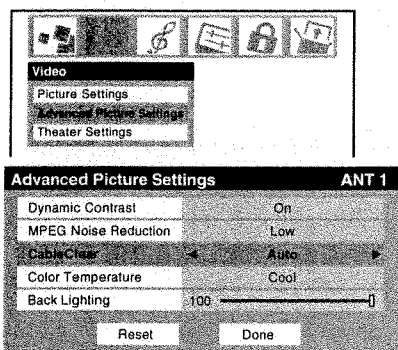 Video
Picture Settings
Advanced Picture Settings
Theater Settings
Advanced Picture Settings ANT 1
Dynamic Contrast On
MPEG Noise Reduction Low
CableClear Auto
Color Temperature Cool
Back Lighting 100
Reset Done